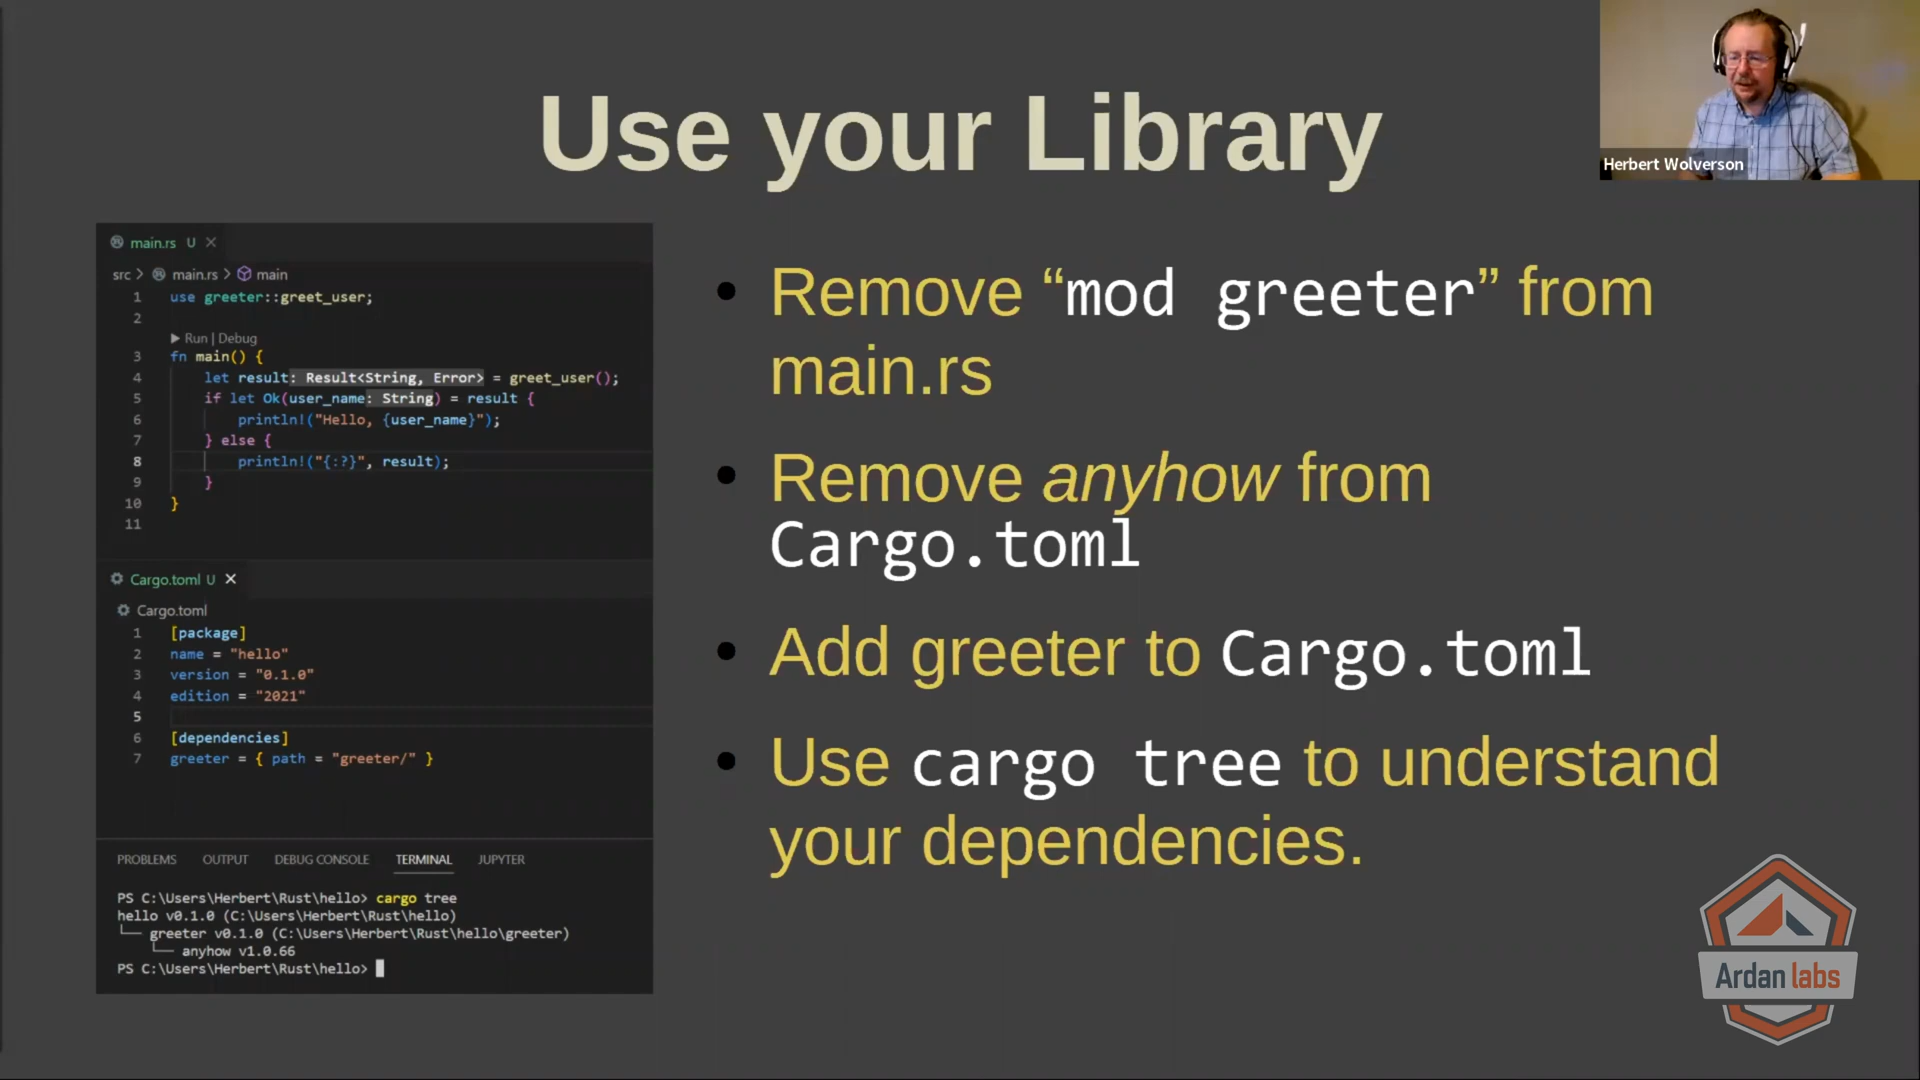 Use your Library
Herbert Wolverson
main.rs U ×
src > main.rs > main
1 use greeter::greet_user;
2
▶ Run | Debug
3 fn main() {
4 let result: Result<String, Error> = greet_user();
5 if let Ok(user_name: String) = result {
6 println!("Hello, {user_name}");
7 } else {
8 println!("{:?}", result);
9 }
10 }
11
Cargo.toml U ×
Cargo.toml
1 [package]
2 name = "hello"
3 version = "0.1.0"
4 edition = "2021"
5
6 [dependencies]
7 greeter = { path = "greeter/" }
PROBLEMS OUTPUT DEBUG CONSOLE TERMINAL JUPYTER
PS C:\Users\Herbert\Rust\hello> cargo tree
hello v0.1.0 (C:\Users\Herbert\Rust\hello)
└── greeter v0.1.0 (C:\Users\Herbert\Rust\hello\greeter)
└── anyhow v1.0.66
PS C:\Users\Herbert\Rust\hello>
• Remove “mod greeter” from
main.rs
• Remove anyhow from
Cargo.toml
• Add greeter to Cargo.toml
• Use cargo tree to understand
your dependencies.
Ardan labs